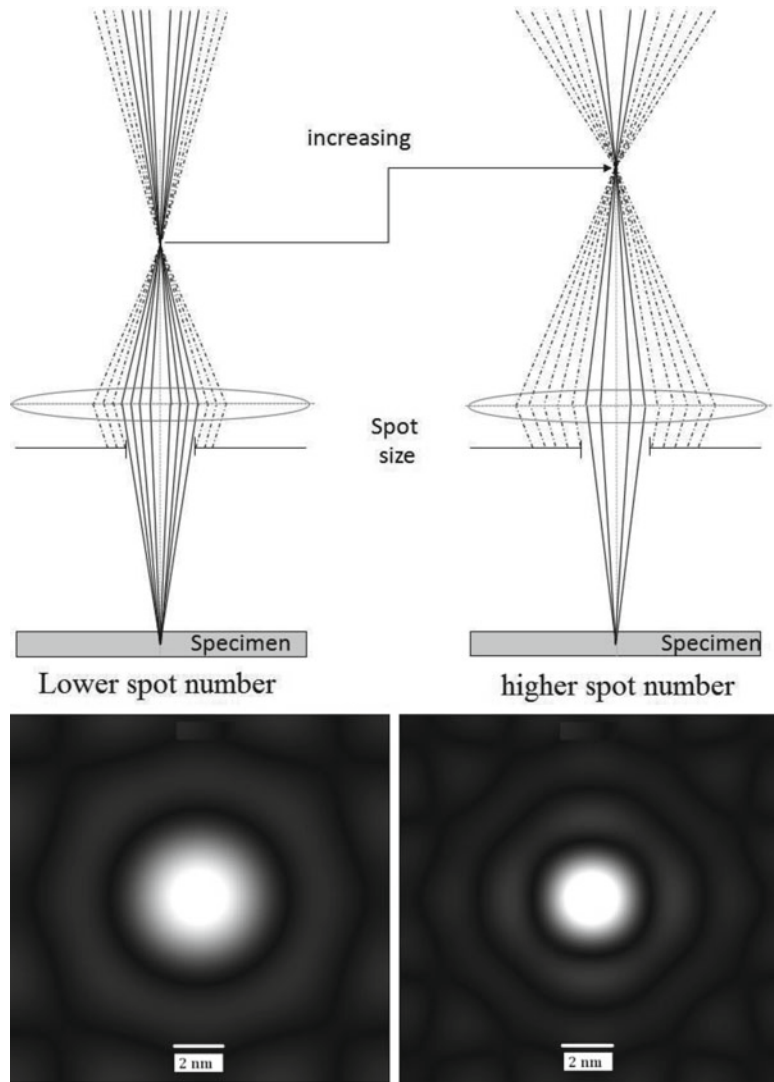 increasing
Spot
size
Specimen
Specimen
Lower spot number
higher spot number
2 nm
2 nm